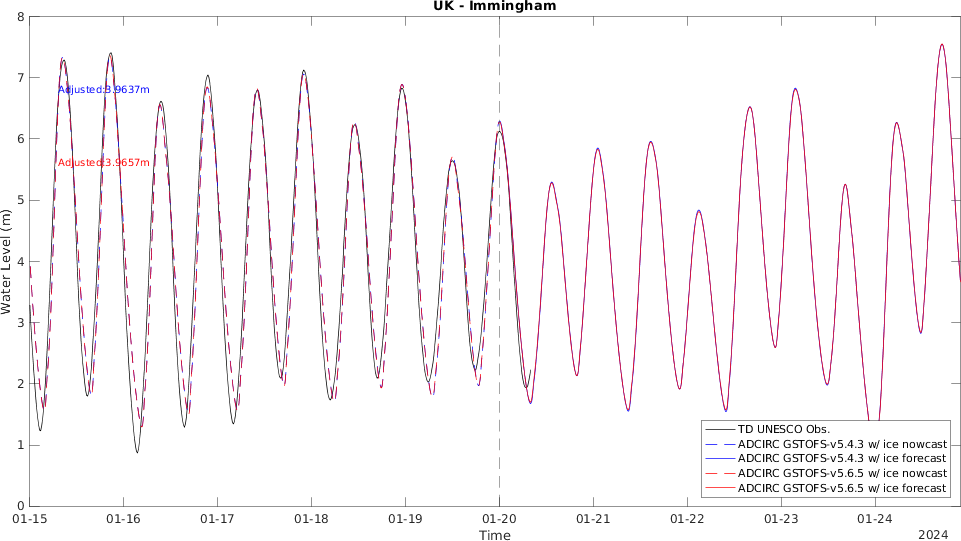 UK - Immingham
8
7
6
5
4
3
2
1
0
Water Level (m)
Adjusted:3.9637m
Adjusted:3.9657m
TD UNESCO Obs.
ADCIRC GSTOFS-v5.4.3 w/ ice nowcast
ADCIRC GSTOFS-v5.4.3 w/ ice forecast
ADCIRC GSTOFS-v5.6.5 w/ ice nowcast
ADCIRC GSTOFS-v5.6.5 w/ ice forecast
01-15 01-16 01-17 01-18 01-19 01-20 01-21 01-22 01-23 01-24
Time
2024